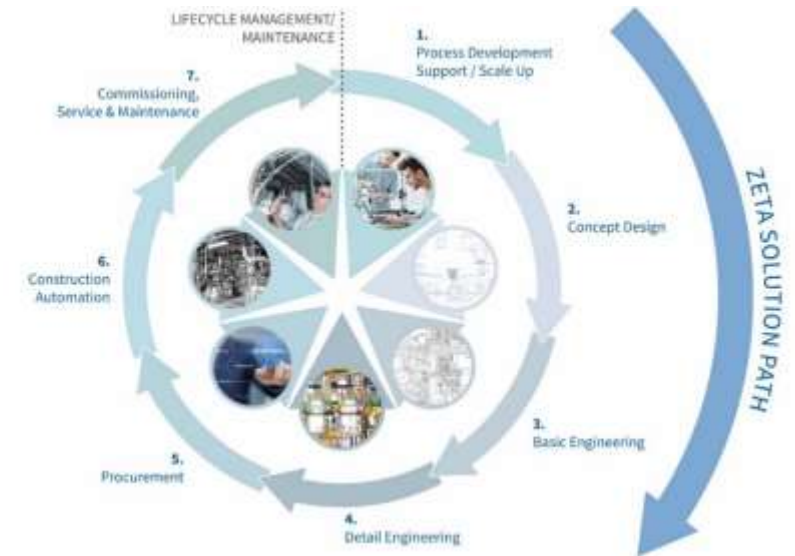 LIFECYCLE MANAGEMENT/
MAINTENANCE
1.
Process Development
Support / Scale Up
2.
Concept Design
3.
Basic Engineering
4.
Detail Engineering
5.
Procurement
6.
Construction
Automation
7.
Commissioning,
Service & Maintenance
ZETA SOLUTION PATH